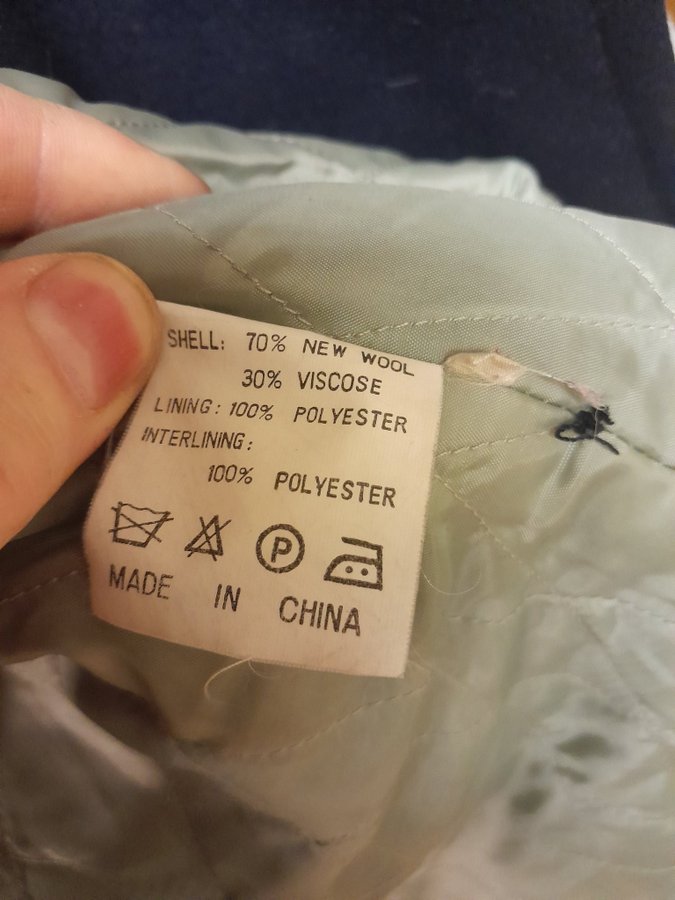 SHELL: 70% NEW WOOL
30% VISCOSE
LINING: 100% POLYESTER
INTERLINING:
100% POLYESTER
P
MADE IN CHINA